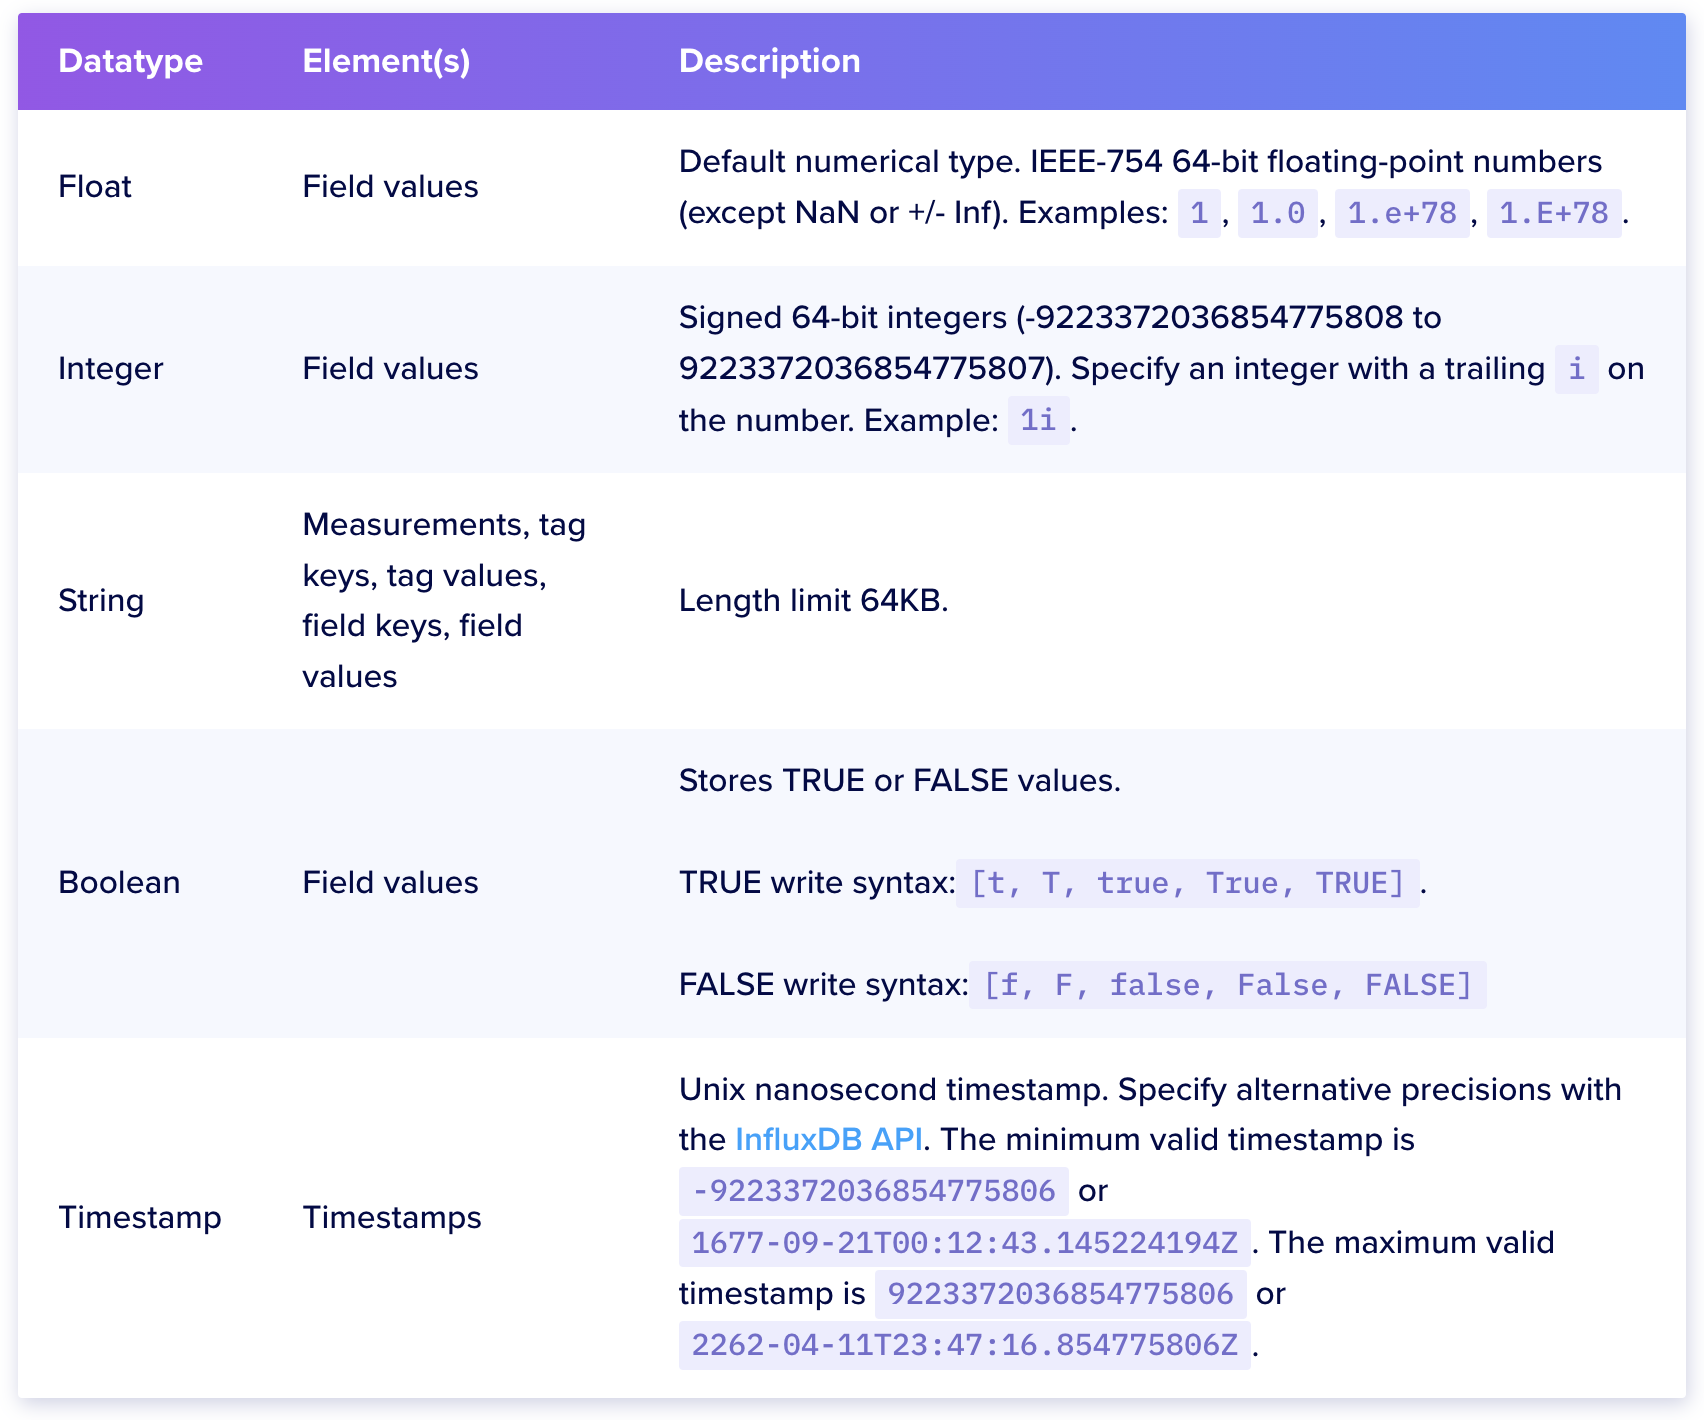 Datatype Element(s) Description
Float Field values Default numerical type. IEEE-754 64-bit floating-point numbers
(except NaN or +/- Inf). Examples: 1, 1.0, 1.e+78, 1.E+78.
Integer Field values Signed 64-bit integers (-9223372036854775808 to
9223372036854775807). Specify an integer with a trailing i on
the number. Example: 1i.
String
Measurements, tag
keys, tag values,
field keys, field
values
Length limit 64KB.
Boolean Field values
Stores TRUE or FALSE values.
TRUE write syntax: [t, T, true, True, TRUE].
FALSE write syntax: [f, F, false, False, FALSE]
Timestamp Timestamps
Unix nanosecond timestamp. Specify alternative precisions with
the InfluxDB API. The minimum valid timestamp is
-9223372036854775806 or
1677-09-21T00:12:43.145224194Z. The maximum valid
timestamp is 9223372036854775806 or
2262-04-11T23:47:16.854775806Z.